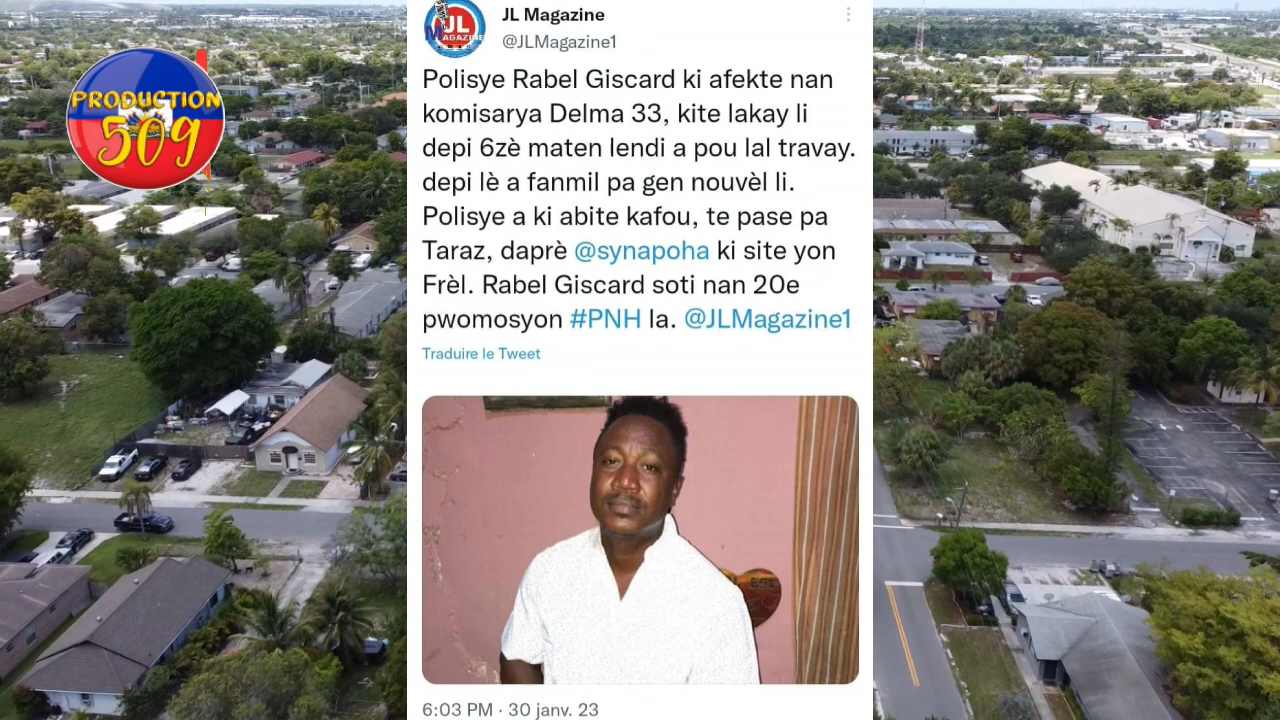 JL Magazine
@JLMagazine1
Polisye Rabel Giscard ki afekte nan
komisarya Delma 33, kite lakay li
depi 6zè maten lendi a pou lal travay.
depi lè a fanmil pa gen nouvèl li.
Polisye a ki abite kafou, te pase pa
Taraz, daprè @synapoha ki site yon
Frèl. Rabel Giscard soti nan 20e
pwomosyon #PNH la. @JLMagazine1
Traduire le Tweet
6:03 PM · 30 janv. 23
PRODUCTION
509
JL
MAGAZINE
EST